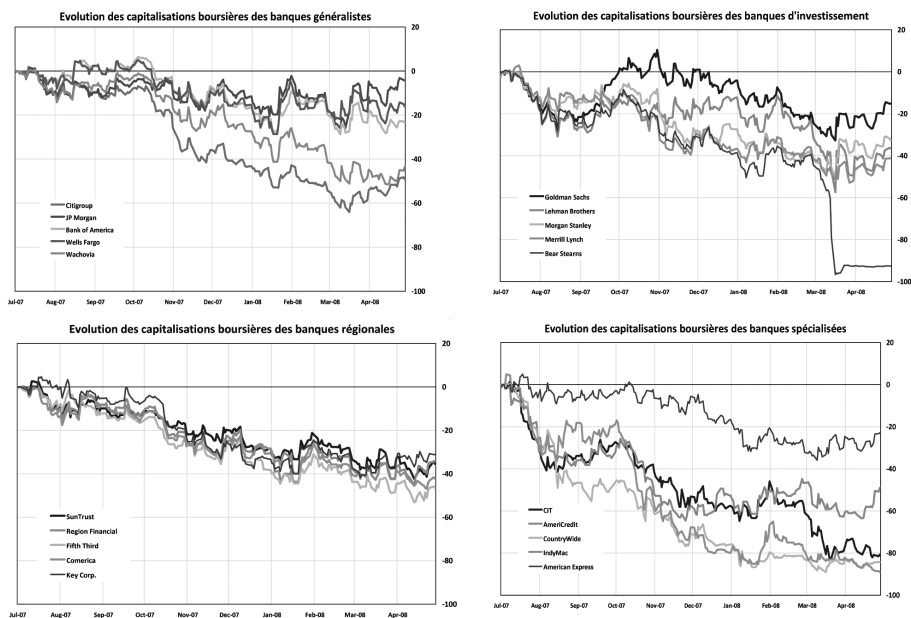 Evolution des capitalisations boursières des banques généralistes
20
0
-20
-40
-60
-80
-100
Citigroup
JP Morgan
Bank of America
Wells Fargo
Wachovia
Jul-07 Aug-07 Sep-07 Oct-07 Nov-07 Dec-07 Jan-08 Feb-08 Mar-08 Apr-08
Evolution des capitalisations boursières des banques d'investissement
20
0
-20
-40
-60
-80
-100
Goldman Sachs
Lehman Brothers
Morgan Stanley
Merrill Lynch
Bear Stearns
Jul-07 Aug-07 Sep-07 Oct-07 Nov-07 Dec-07 Jan-08 Feb-08 Mar-08 Apr-08
Evolution des capitalisations boursières des banques régionales
20
0
-20
-40
-60
-80
-100
SunTrust
Region Financial
Fifth Third
Comerica
Key Corp.
Jul-07 Aug-07 Sep-07 Oct-07 Nov-07 Dec-07 Jan-08 Feb-08 Mar-08 Apr-08
Evolution des capitalisations boursières des banques spécialisées
20
0
-20
-40
-60
-80
-100
CIT
AmeriCredit
CountryWide
IndyMac
American Express
Jul-07 Aug-07 Sep-07 Oct-07 Nov-07 Dec-07 Jan-08 Feb-08 Mar-08 Apr-08